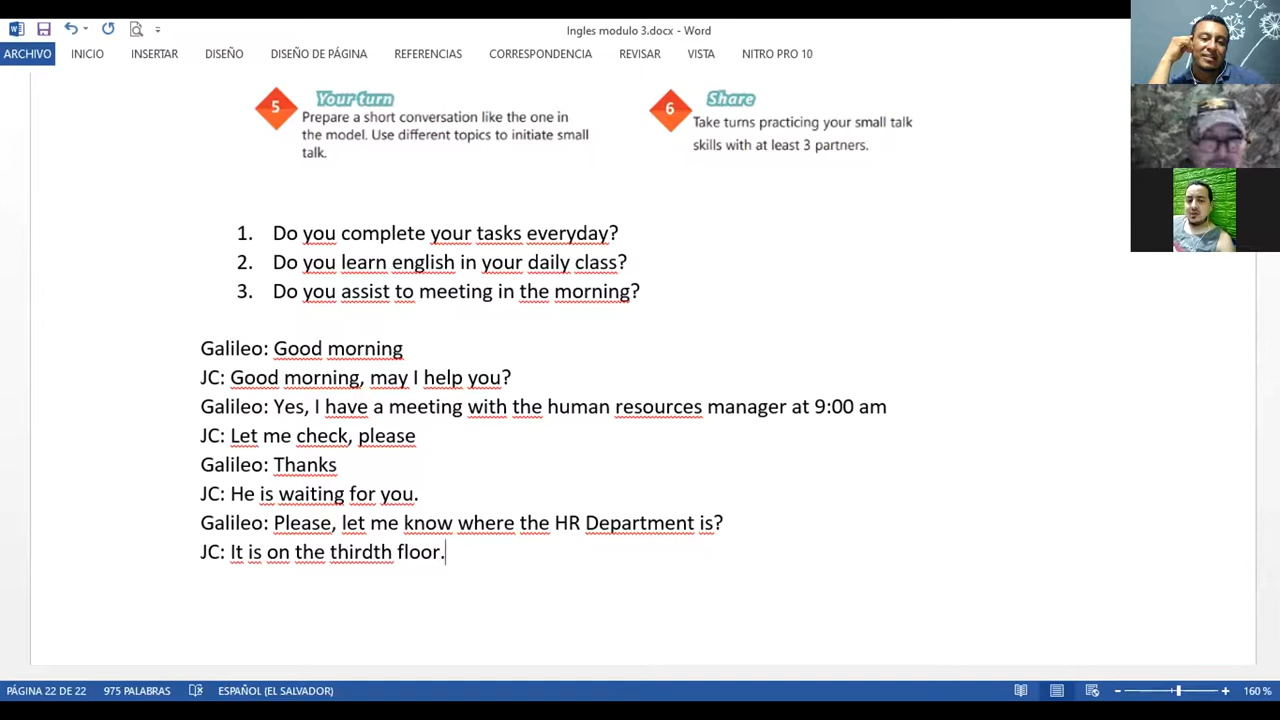 Ingles modulo 3.docx - Word
ARCHIVO INICIO INSERTAR DISEÑO DISEÑO DE PÁGINA REFERENCIAS CORRESPONDENCIA REVISAR VISTA NITRO PRO 10
5 Your turn
Prepare a short conversation like the one in
the model. Use different topics to initiate small
talk.
6 Share
Take turns practicing your small talk
skills with at least 3 partners.
1. Do you complete your tasks everyday?
2. Do you learn english in your daily class?
3. Do you assist to meeting in the morning?
Galileo: Good morning
JC: Good morning, may I help you?
Galileo: Yes, I have a meeting with the human resources manager at 9:00 am
JC: Let me check, please
Galileo: Thanks
JC: He is waiting for you.
Galileo: Please, let me know where the HR Department is?
JC: It is on the thirdth floor.
PÁGINA 22 DE 22 975 PALABRAS ESPAÑOL (EL SALVADOR) 160 %